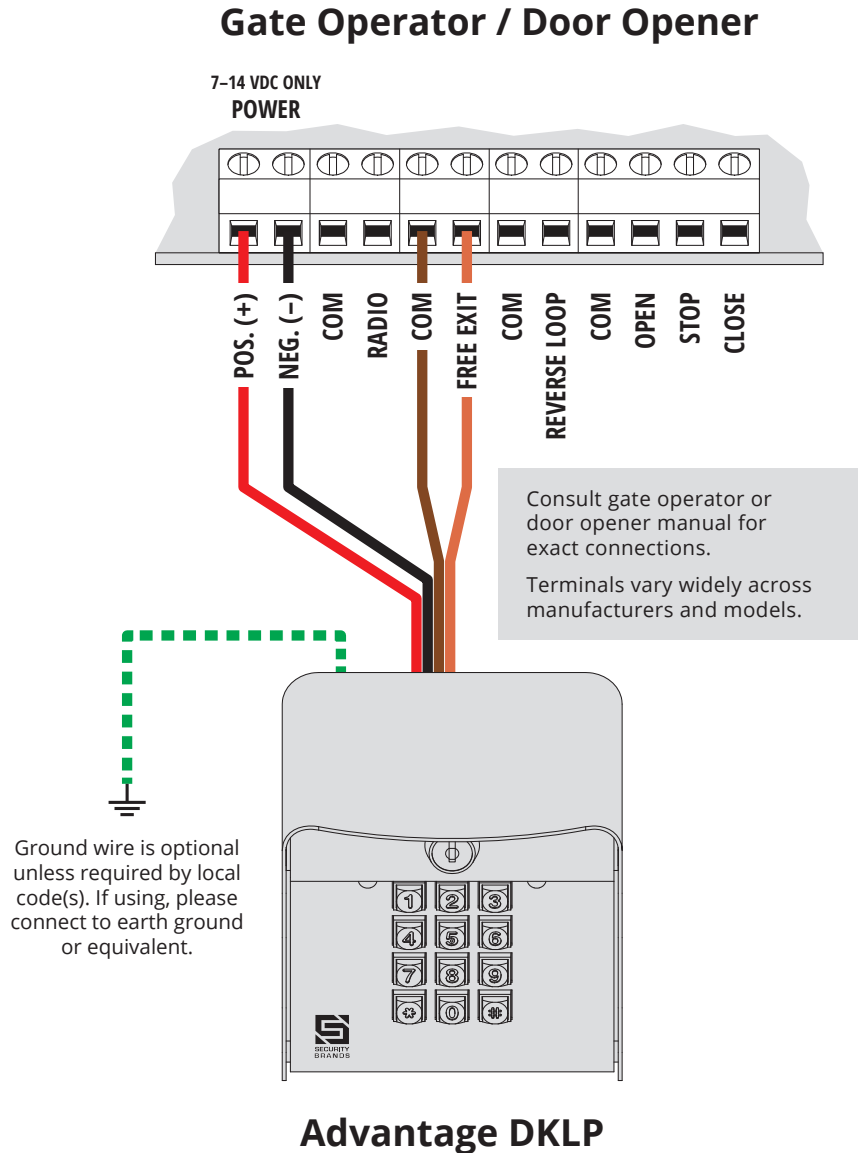 Gate Operator / Door Opener
7–14 VDC ONLY
POWER
POS. (+)
NEG. (–)
COM
RADIO
COM
FREE EXIT
COM
REVERSE LOOP
COM
OPEN
STOP
CLOSE
Consult gate operator or
door opener manual for
exact connections.
Terminals vary widely across
manufacturers and models.
Ground wire is optional
unless required by local
code(s). If using, please
connect to earth ground
or equivalent.
1 2 3
4 5 6
7 8 9
* 0 #
S
SECURITY
BRANDS
Advantage DKLP